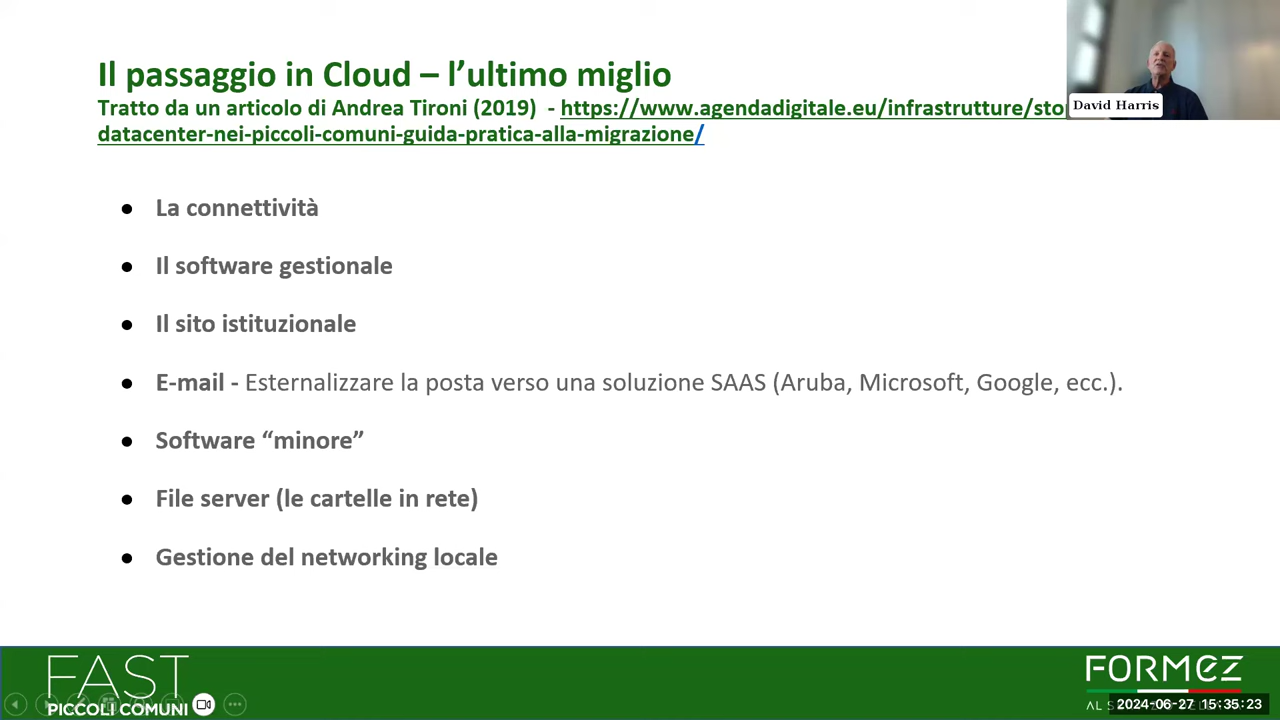 Il passaggio in Cloud – l’ultimo miglio
Tratto da un articolo di Andrea Tironi (2019) - https://www.agendadigitale.eu/infrastrutture/sto
datacenter-nei-piccoli-comuni-guida-pratica-alla-migrazione/
David Harris
● La connettività
● Il software gestionale
● Il sito istituzionale
● E-mail - Esternalizzare la posta verso una soluzione SAAS (Aruba, Microsoft, Google, ecc.).
● Software “minore”
● File server (le cartelle in rete)
● Gestione del networking locale
FAST
PICCOLI COMUNI
FORMEZ
AL S
2024-06-27 15:35:23